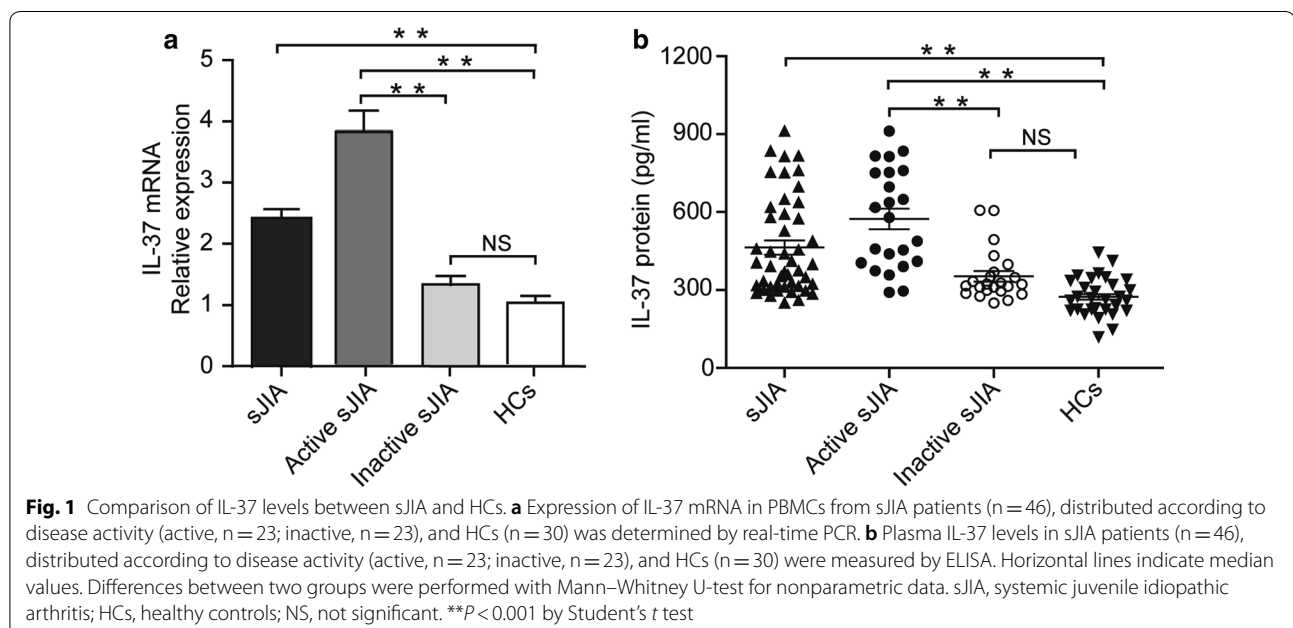 a
* *
* *
* *
NS
IL-37 mRNA
Relative expression
5
4
3
2
1
0
sJIA
Active sJIA
Inactive sJIA
HCs
b
* *
* *
* *
NS
IL-37 protein (pg/ml)
1200
900
600
300
0
sJIA
Active sJIA
Inactive sJIA
HCs
Fig. 1 Comparison of IL-37 levels between sJIA and HCs. a Expression of IL-37 mRNA in PBMCs from sJIA patients (n = 46), distributed according to
disease activity (active, n = 23; inactive, n = 23), and HCs (n = 30) was determined by real-time PCR. b Plasma IL-37 levels in sJIA patients (n = 46),
distributed according to disease activity (active, n = 23; inactive, n = 23), and HCs (n = 30) were measured by ELISA. Horizontal lines indicate median
values. Differences between two groups were performed with Mann–Whitney U-test for nonparametric data. sJIA, systemic juvenile idiopathic
arthritis; HCs, healthy controls; NS, not significant. **P < 0.001 by Student's t test